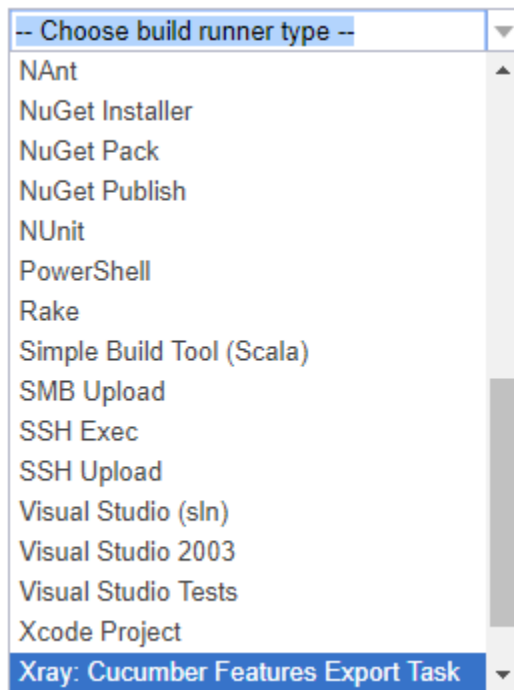 -- Choose build runner type --
NAnt
NuGet Installer
NuGet Pack
NuGet Publish
NUnit
PowerShell
Rake
Simple Build Tool (Scala)
SMB Upload
SSH Exec
SSH Upload
Visual Studio (sln)
Visual Studio 2003
Visual Studio Tests
Xcode Project
Xray: Cucumber Features Export Task